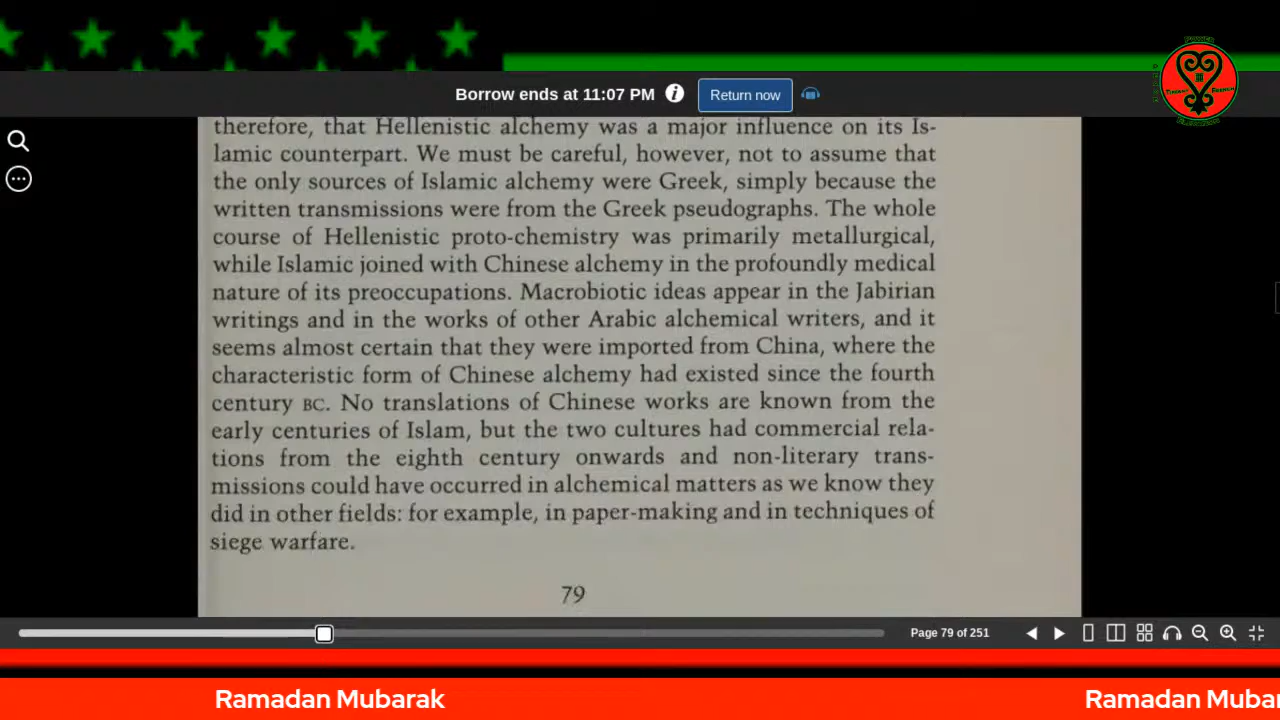 Borrow ends at 11:07 PM
Return now
therefore, that Hellenistic alchemy was a major influence on its Is-
lamic counterpart. We must be careful, however, not to assume that
the only sources of Islamic alchemy were Greek, simply because the
written transmissions were from the Greek pseudographs. The whole
course of Hellenistic proto-chemistry was primarily metallurgical,
while Islamic joined with Chinese alchemy in the profoundly medical
nature of its preoccupations. Macrobiotic ideas appear in the Jabirian
writings and in the works of other Arabic alchemical writers, and it
seems almost certain that they were imported from China, where the
characteristic form of Chinese alchemy had existed since the fourth
century BC. No translations of Chinese works are known from the
early centuries of Islam, but the two cultures had commercial rela-
tions from the eighth century onwards and non-literary trans-
missions could have occurred in alchemical matters as we know they
did in other fields: for example, in paper-making and in techniques of
siege warfare.
79
Page 79 of 251
Ramadan Mubarak
Ramadan Mubar